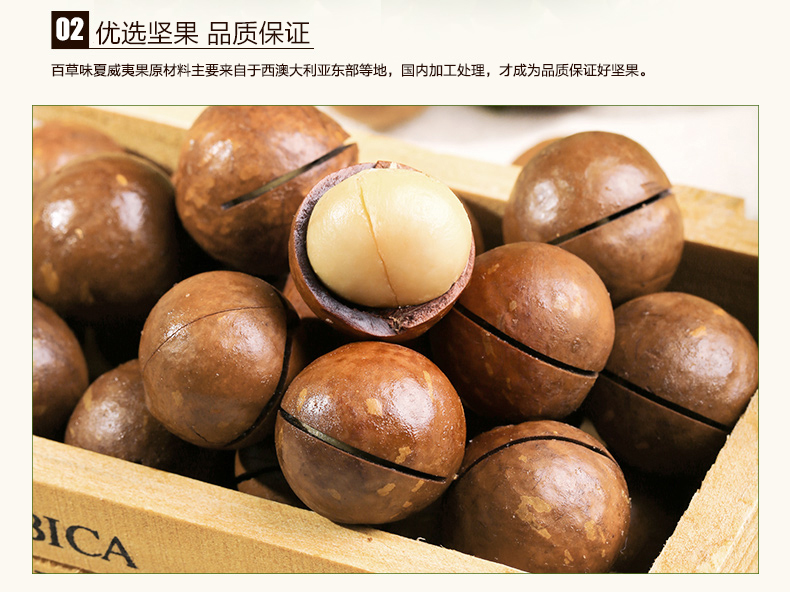 02 优选坚果 品质保证
百草味夏威夷果原材料主要来自于西澳大利亚东部等地，国内加工处理，才成为品质保证好坚果。
BICA